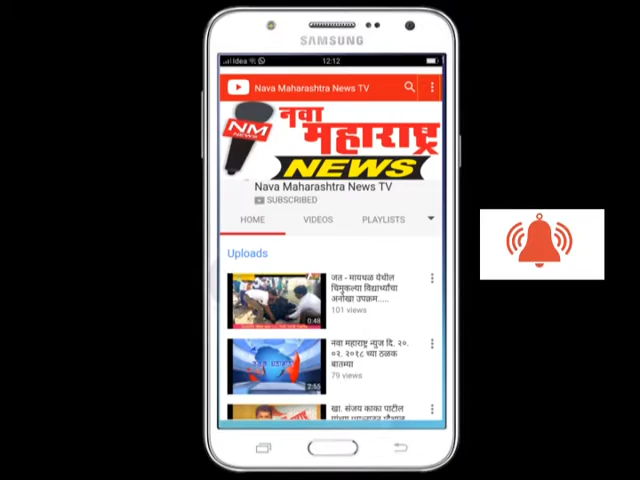 SAMSUNG
Idea
12:12
Nava Maharashtra News TV
NM
NEWS
नवा
महाराष्ट्र
NEWS
Nava Maharashtra News TV
SUBSCRIBED
HOME VIDEOS PLAYLISTS
Uploads
जत - मायथळ येथील
चिमुकल्या विद्यार्थ्यांचा
अनोखा उपक्रम.....
101 views
0:48
नवा महाराष्ट्र न्युज दि. २०.
०२. २०१८ च्या ठळक
बातम्या
79 views
2:55
खा. संजय काका पाटील